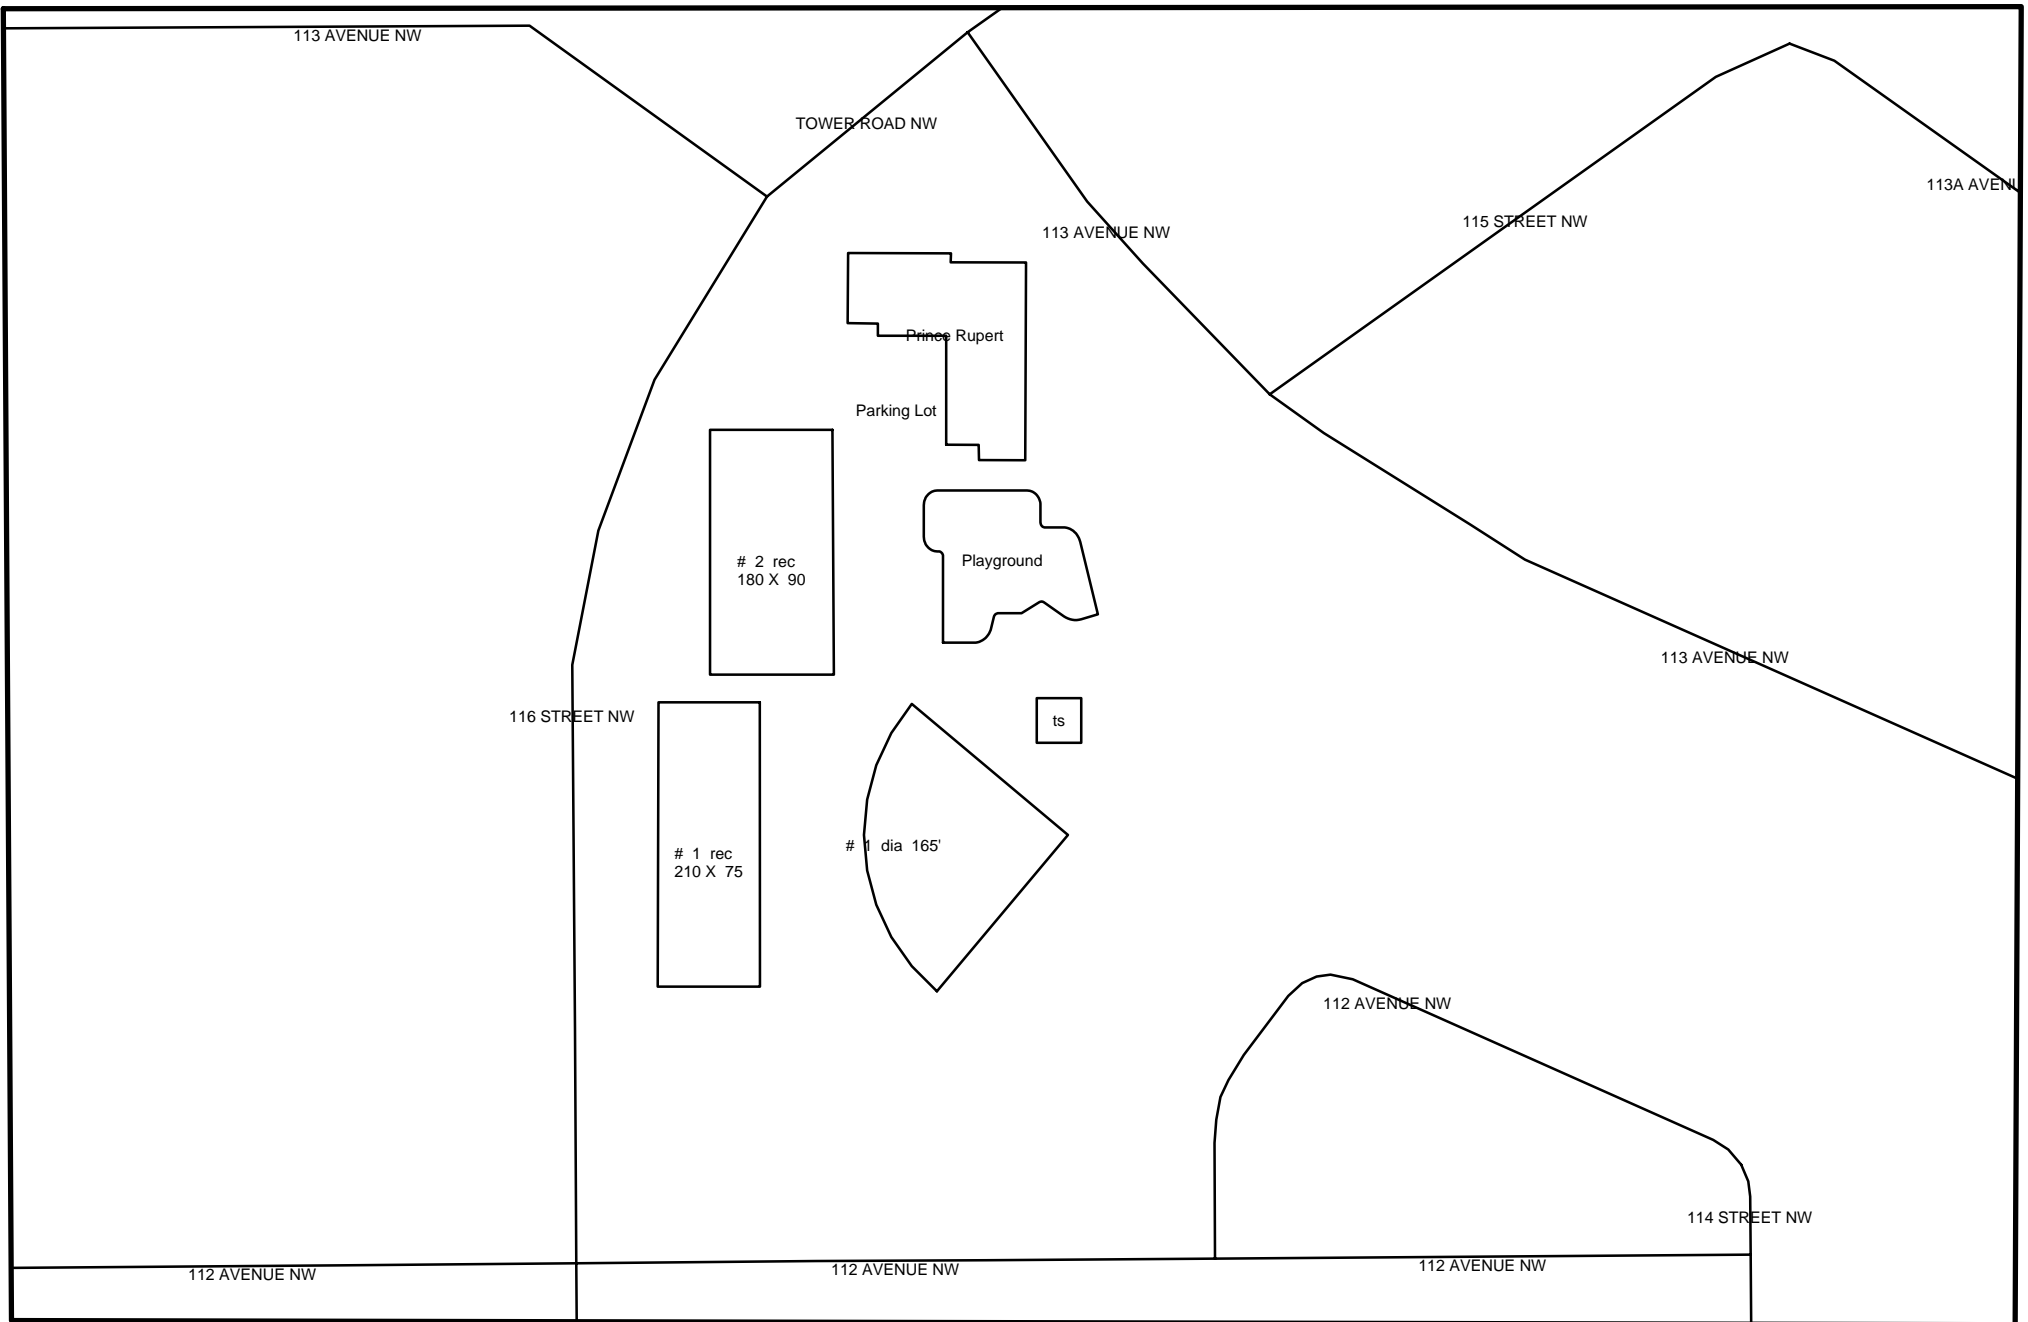 113 AVENUE NW
TOWER ROAD NW
113A AVENU
115 STREET NW
113 AVENUE NW
Prince Rupert
Parking Lot
# 2 rec
180 X 90
Playground
113 AVENUE NW
116 STREET NW
ts
# 1 dia 165'
# 1 rec
210 X 75
112 AVENUE NW
114 STREET NW
112 AVENUE NW
112 AVENUE NW
112 AVENUE NW